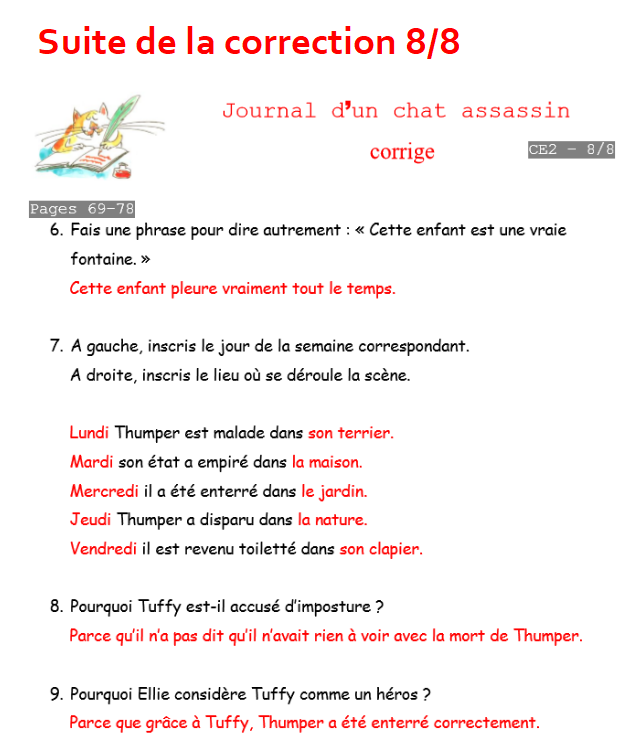 Suite de la correction 8/8
Journal d'un chat assassin
corrige
CE2 – 8/8
Pages 69-78
6. Fais une phrase pour dire autrement : « Cette enfant est une vraie
fontaine. »
Cette enfant pleure vraiment tout le temps.
7. A gauche, inscris le jour de la semaine correspondant.
A droite, inscris le lieu où se déroule la scène.
Lundi Thumper est malade dans son terrier.
Mardi son état a empiré dans la maison.
Mercredi il a été enterré dans le jardin.
Jeudi Thumper a disparu dans la nature.
Vendredi il est revenu toiletté dans son clapier.
8. Pourquoi Tuffy est-il accusé d'imposture ?
Parce qu'il n'a pas dit qu'il n'avait rien à voir avec la mort de Thumper.
9. Pourquoi Ellie considère Tuffy comme un héros ?
Parce que grâce à Tuffy, Thumper a été enterré correctement.